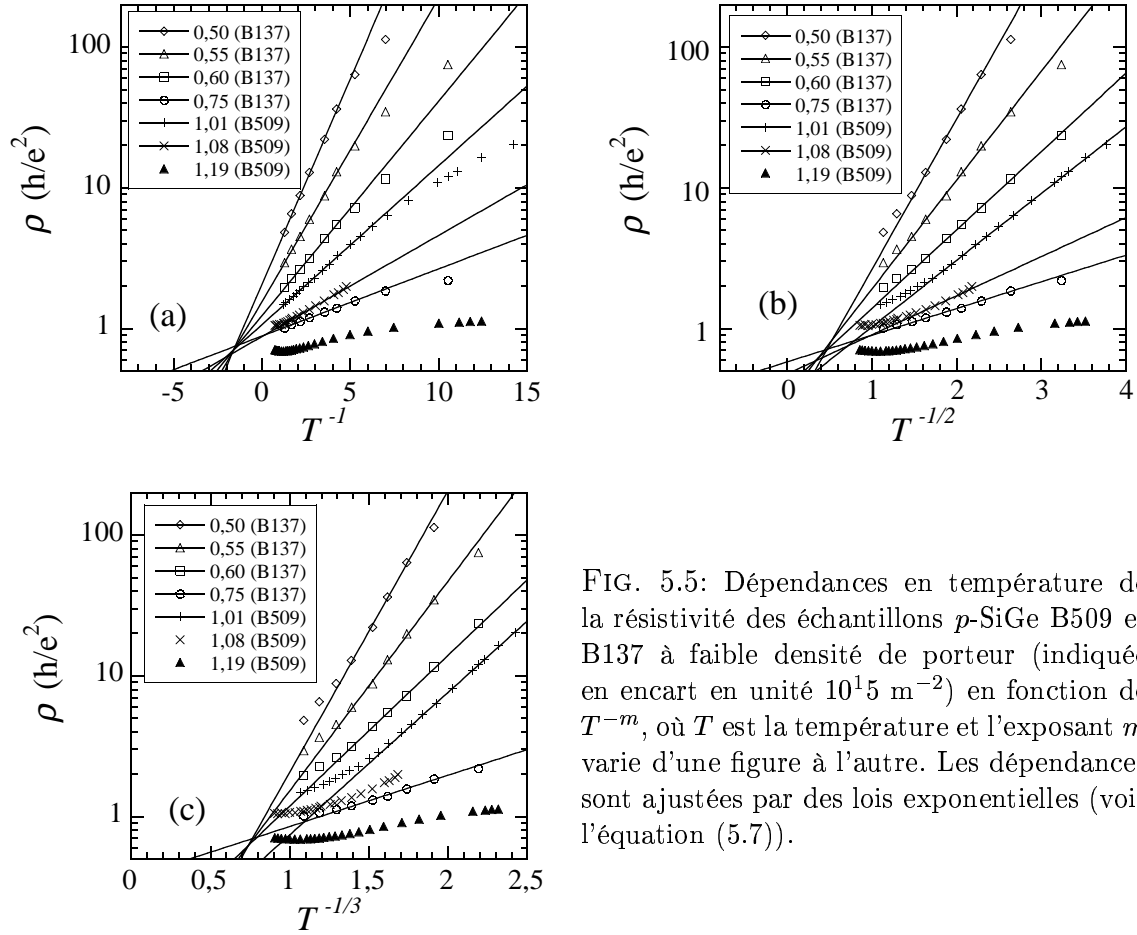 100
10
1
ρ (h/e²)
0,50 (B137)
0,55 (B137)
0,60 (B137)
0,75 (B137)
1,01 (B509)
1,08 (B509)
1,19 (B509)
(a)
-5 0 5 10 15
T⁻¹
100
10
1
ρ (h/e²)
0,50 (B137)
0,55 (B137)
0,60 (B137)
0,75 (B137)
1,01 (B509)
1,08 (B509)
1,19 (B509)
(b)
0 1 2 3 4
T^-1/2
100
10
1
ρ (h/e²)
0,50 (B137)
0,55 (B137)
0,60 (B137)
0,75 (B137)
1,01 (B509)
1,08 (B509)
1,19 (B509)
(c)
0 0,5 1 1,5 2 2,5
T^-1/3
FIG. 5.5: Dépendances en température d
la résistivité des échantillons p-SiGe B509 e
B137 à faible densité de porteur (indiqué
en encart en unité 10¹5 m⁻²) en fonction d
T⁻ᵐ, où T est la température et l'exposant m
varie d'une figure à l'autre. Les dépendance
sont ajustées par des lois exponentielles (voi
l'équation (5.7)).